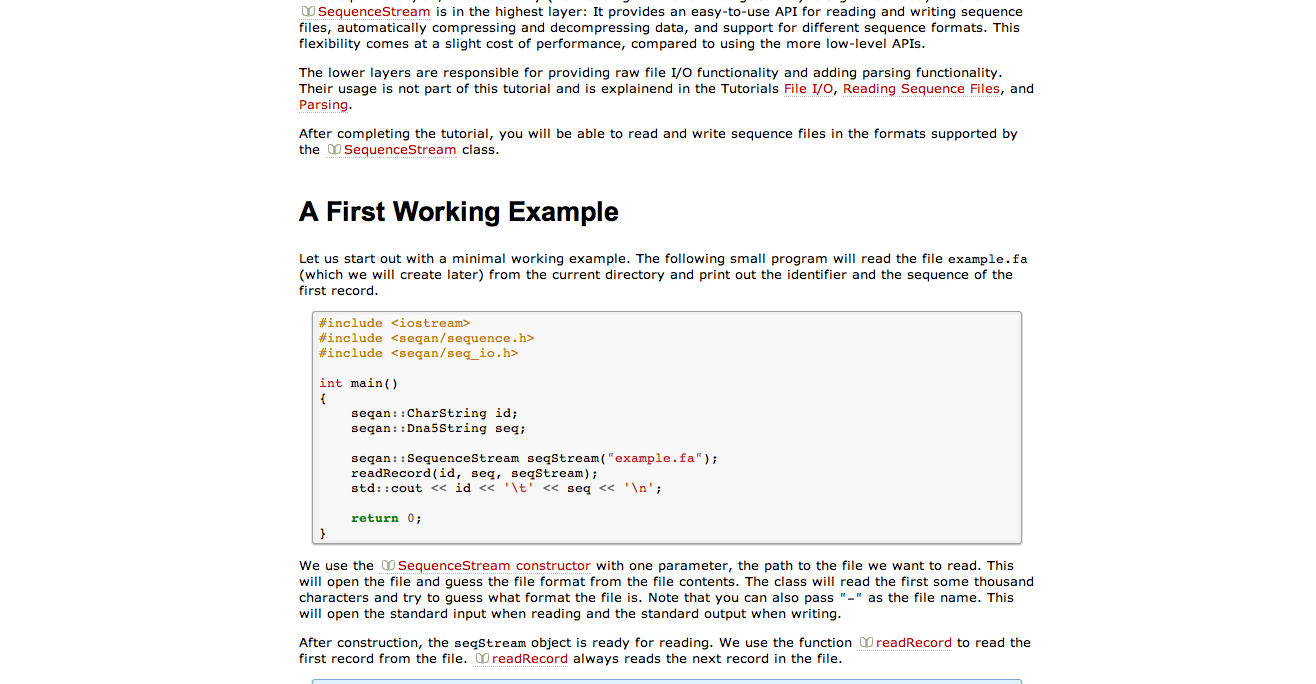 SequenceStream is in the highest layer: It provides an easy-to-use API for reading and writing sequence
files, automatically compressing and decompressing data, and support for different sequence formats. This
flexibility comes at a slight cost of performance, compared to using the more low-level APIs.
The lower layers are responsible for providing raw file I/O functionality and adding parsing functionality.
Their usage is not part of this tutorial and is explainend in the Tutorials File I/O, Reading Sequence Files, and
Parsing.
After completing the tutorial, you will be able to read and write sequence files in the formats supported by
the SequenceStream class.
A First Working Example
Let us start out with a minimal working example. The following small program will read the file example.fa
(which we will create later) from the current directory and print out the identifier and the sequence of the
first record.
#include <iostream>
#include <seqan/sequence.h>
#include <seqan/seq_io.h>
int main()
{
    seqan::CharString id;
    seqan::Dna5String seq;
    seqan::SequenceStream seqStream("example.fa");
    readRecord(id, seq, seqStream);
    std::cout << id << '\t' << seq << '\n';
    return 0;
}
We use the SequenceStream constructor with one parameter, the path to the file we want to read. This
will open the file and guess the file format from the file contents. The class will read the first some thousand
characters and try to guess what format the file is. Note that you can also pass "-" as the file name. This
will open the standard input when reading and the standard output when writing.
After construction, the seqStream object is ready for reading. We use the function readRecord to read the
first record from the file. readRecord always reads the next record in the file.